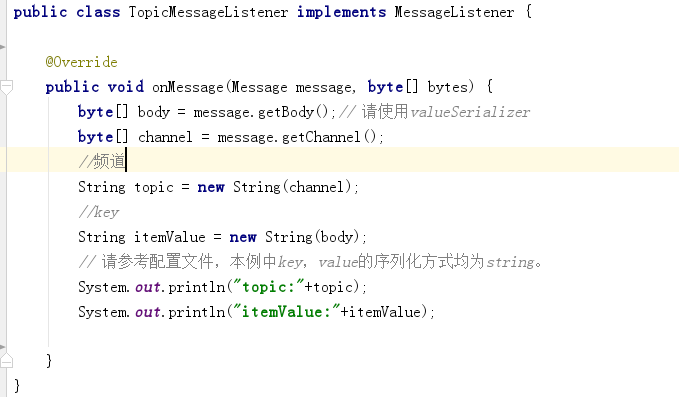 public class TopicMessageListener implements MessageListener {
@Override
public void onMessage(Message message, byte[] bytes) {
byte[] body = message.getBody();// 请使用valueSerializer
byte[] channel = message.getChannel();
//频道
String topic = new String(channel);
//key
String itemValue = new String(body);
// 请参考配置文件，本例中key，value的序列化方式均为string。
System.out.println("topic:"+topic);
System.out.println("itemValue:"+itemValue);
}
}